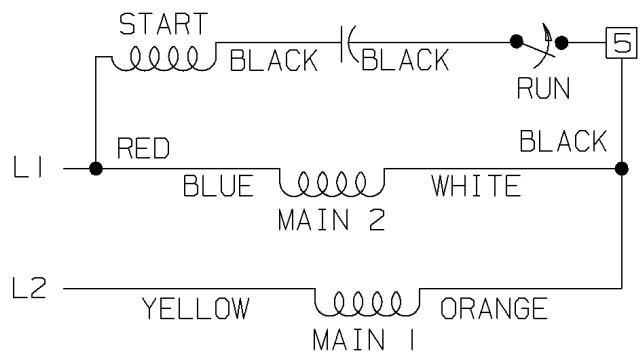 START
5
BLACK
BLACK
RUN
RED
BLACK
L1
BLUE
WHITE
MAIN 2
L2
YELLOW
ORANGE
MAIN 1